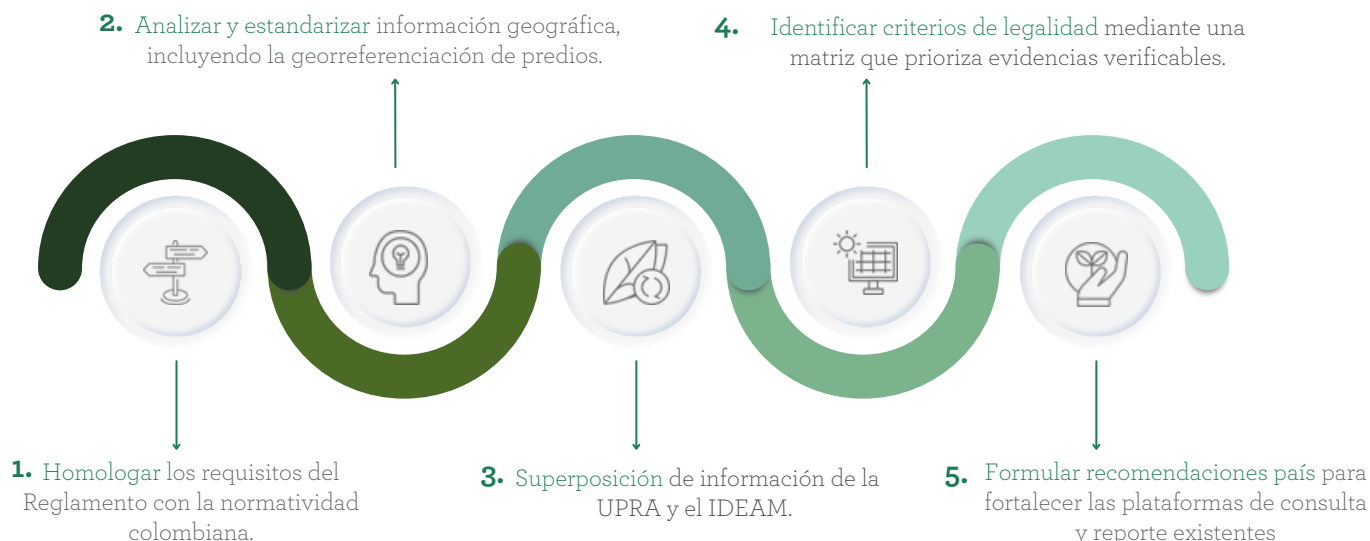 2. Analizar y estandarizar información geográfica,
incluyendo la georreferenciación de predios.
4. Identificar criterios de legalidad mediante una
matriz que prioriza evidencias verificables.
1. Homologar los requisitos del
Reglamento con la normatividad
colombiana.
3. Superposición de información de la
UPRA y el IDEAM.
5. Formular recomendaciones país para
fortalecer las plataformas de consulta
y reporte existentes